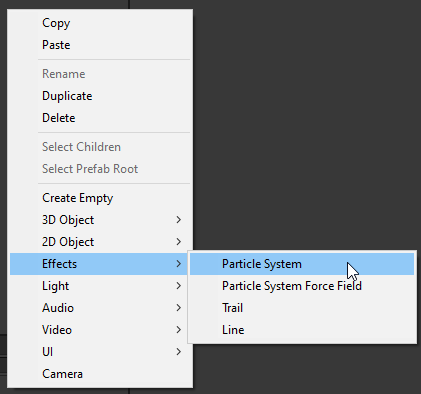 Copy
Paste
Rename
Duplicate
Delete
Select Children
Select Prefab Root
Create Empty
3D Object
2D Object
Effects
Light
Audio
Video
UI
Camera
Particle System
Particle System Force Field
Trail
Line